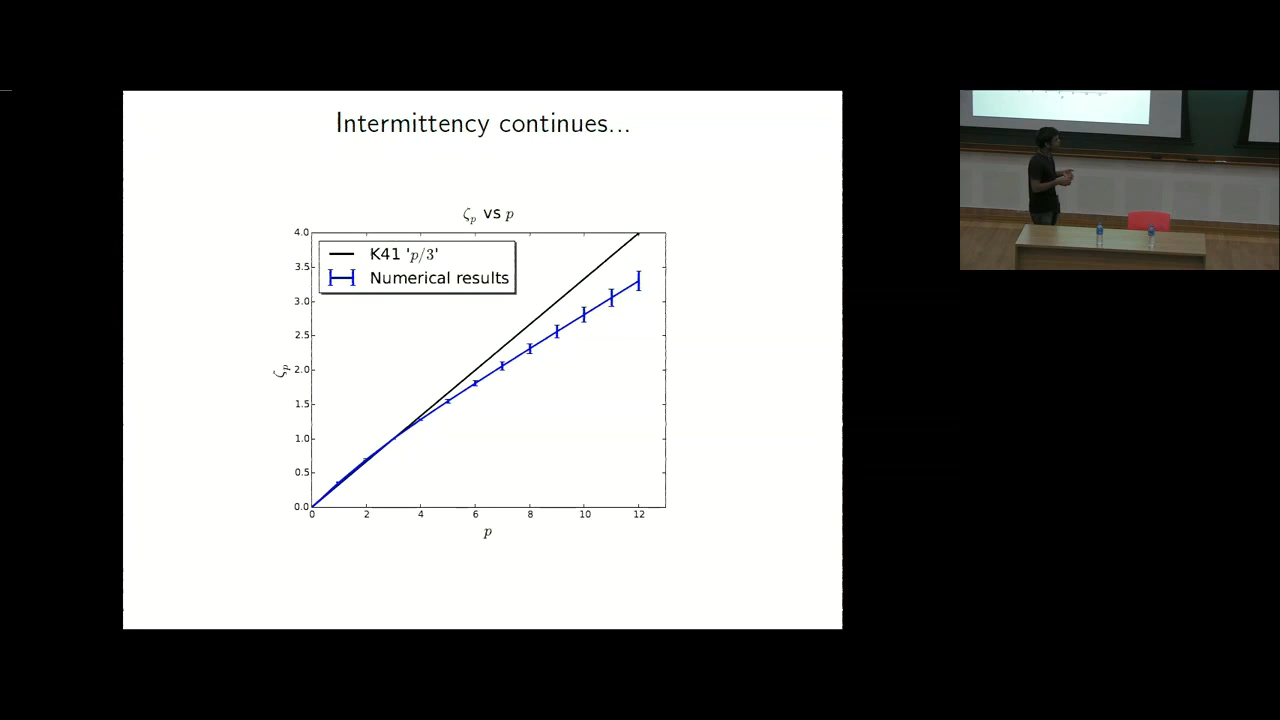 Intermittency continues...
ζₚ vs p
K41 'p/3'
Numerical results
4.0
3.5
3.0
2.5
2.0
1.5
1.0
0.5
0.0
ζₚ
0 2 4 6 8 10 12
p